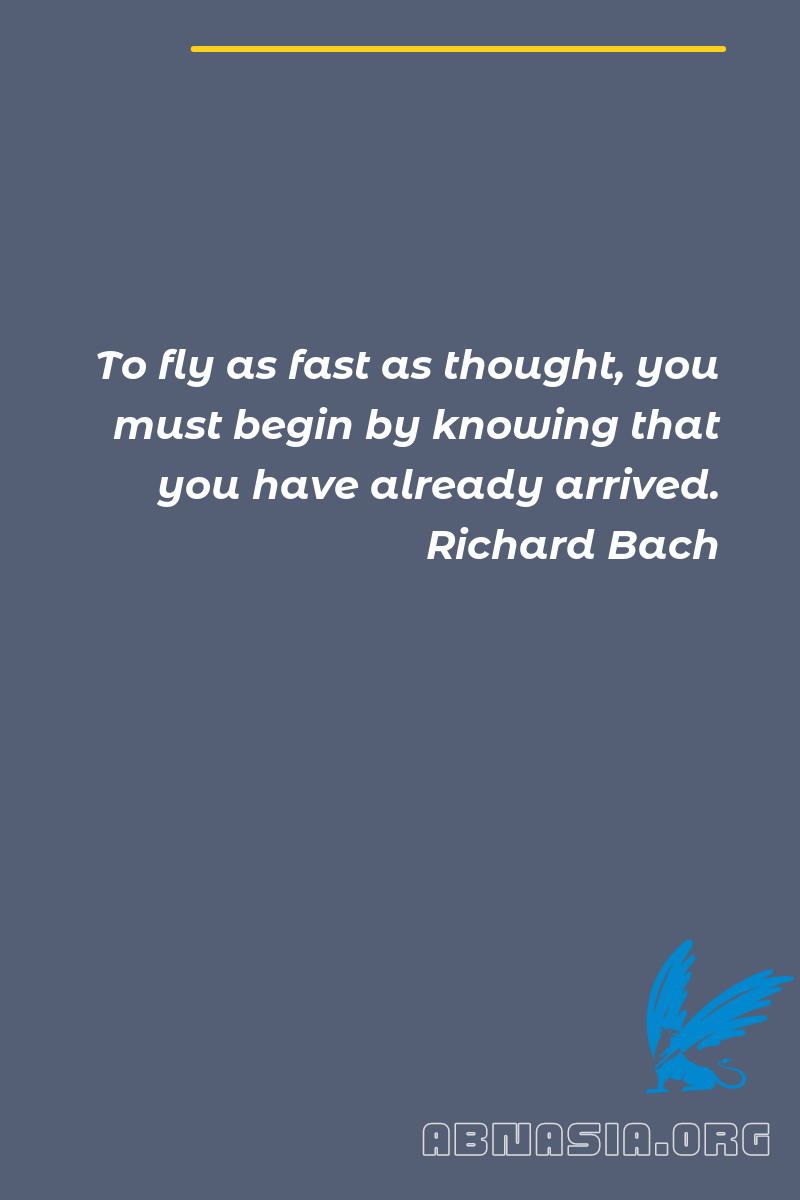 To fly as fast as thought, you
must begin by knowing that
you have already arrived.
Richard Bach
ABNASIA.ORG